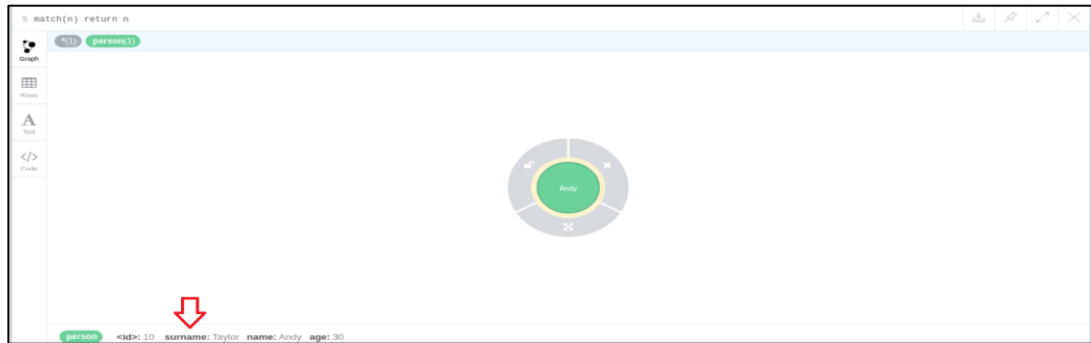 $ match(n) return n
*(1) person(1)
Graph
Rows
A
Text
</>
Code
Andy
person <id>: 10 surname: Taylor name: Andy age: 30